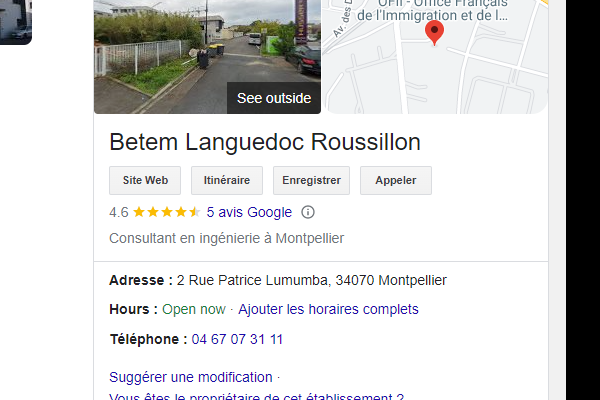 OFII - Office Français
de l'Immigration et de l...
Av. des D
See outside
Betem Languedoc Roussillon
Site Web
Itinéraire
Enregistrer
Appeler
4.6 ★★★★★ 5 avis Google
Consultant en ingénierie à Montpellier
Adresse : 2 Rue Patrice Lumumba, 34070 Montpellier
Hours : Open now · Ajouter les horaires complets
Téléphone : 04 67 07 31 11
Suggérer une modification ·
Vous êtes le propriétaire de cet établissement ?